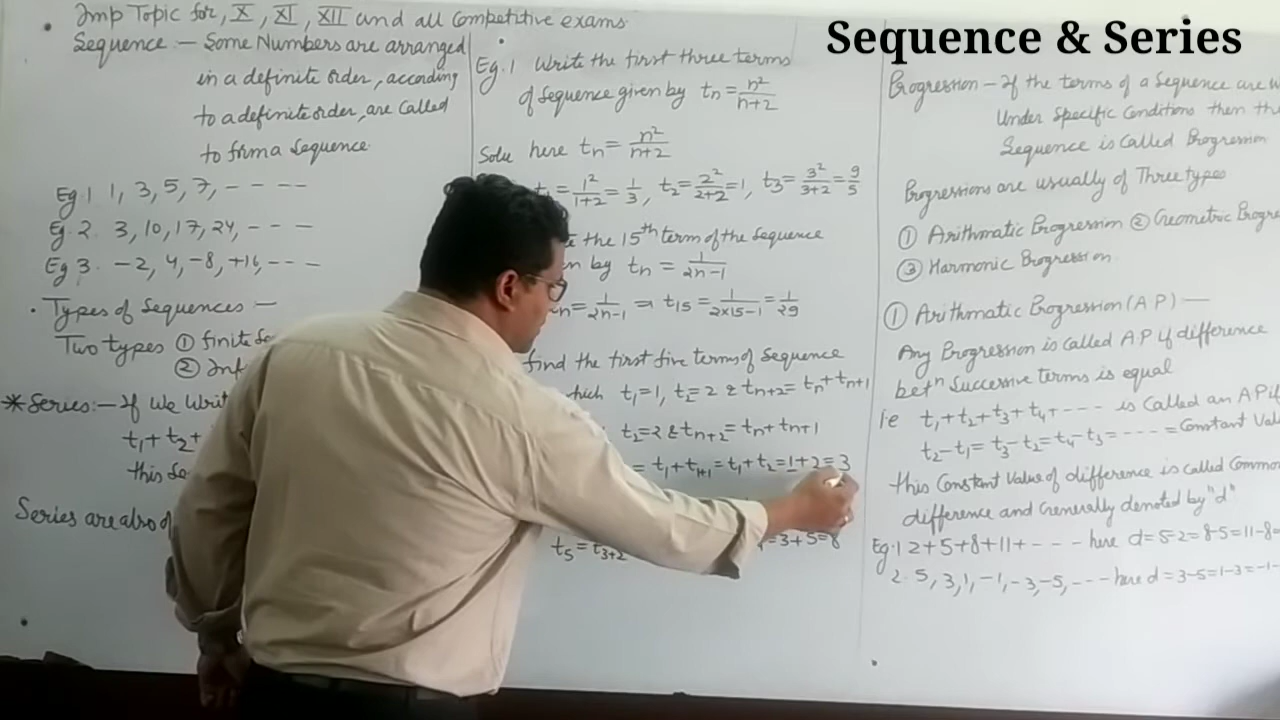 Sequence & Series
Imp Topic for, X, XI, XII and all Competitive exams.
Sequence — Some Numbers are arranged
in a definite order, according
to a definite order, are called
to form a Sequence.
Eg. 1 1, 3, 5, 7, - - - -
Eg. 2. 3, 10, 17, 24, - - -
Eg 3. -2, 4, -8, +16, - - -
Types of Sequences —
Two types ① finite
②
* Series:— If We
t₁ + t₂ +
this
Series are also of
Eg. 1 Write the first three terms
of Sequence given by tn = n²/n+2
Solu here tn = n²/n+2
t₁ = 1²/1+2 = 1/3, t₂ = 2²/2+2 = 1, t₃ = 3²/3+2 = 9/5
the 15th term of the Sequence
by tn = 1/2n-1
= 1/2n-1 ⇒ t15 = 1/2×15-1 = 1/29
find the first five terms of Sequence
t₁=1, t₂=2 & tn+2 = tn + tn+1
t₂=2 & tn+2 = tn + tn+1
= t₁ + t1+1 = t₁ + t₂ = 1+2 = 3
t₅ = t3+2 = 3+5=8
Progression — If the terms of a Sequence are
Under Specific Conditions then
Sequence is Called Progression
Progressions are usually of Three types
① Arithmatic Progression ② Geometric
③ Harmonic Progression.
① Arithmatic Progression (AP) —
Any Progression is called A.P if difference
betn Successive terms is equal
ie t₁ + t₂ + t₃ + t₄ + - - - is Called an AP if
t₂-t₁ = t₃-t₂ = t₄-t₃ = - - - - = Constant
this Constant Value of difference is called
difference and Generally denoted by "d"
Eg. 1 2+5+8+11+ - - - here d = 5-2 = 8-5 = 11-8
2. 5, 3, 1, -1, -3, -5, - - - here d = 3-5 = 1-3 = -1-